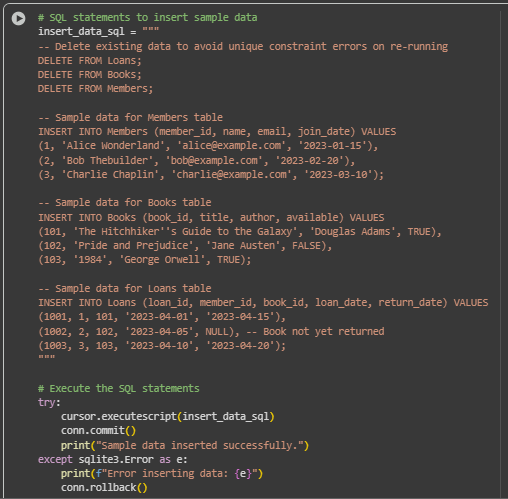 # SQL statements to insert sample data
insert_data_sql = """
-- Delete existing data to avoid unique constraint errors on re-running
DELETE FROM Loans;
DELETE FROM Books;
DELETE FROM Members;

-- Sample data for Members table
INSERT INTO Members (member_id, name, email, join_date) VALUES
(1, 'Alice Wonderland', 'alice@example.com', '2023-01-15'),
(2, 'Bob Thebuilder', 'bob@example.com', '2023-02-20'),
(3, 'Charlie Chaplin', 'charlie@example.com', '2023-03-10');

-- Sample data for Books table
INSERT INTO Books (book_id, title, author, available) VALUES
(101, 'The Hitchhiker''s Guide to the Galaxy', 'Douglas Adams', TRUE),
(102, 'Pride and Prejudice', 'Jane Austen', FALSE),
(103, '1984', 'George Orwell', TRUE);

-- Sample data for Loans table
INSERT INTO Loans (loan_id, member_id, book_id, loan_date, return_date) VALUES
(1001, 1, 101, '2023-04-01', '2023-04-15'),
(1002, 2, 102, '2023-04-05', NULL), -- Book not yet returned
(1003, 3, 103, '2023-04-10', '2023-04-20');
"""

# Execute the SQL statements
try:
    cursor.executescript(insert_data_sql)
    conn.commit()
    print("Sample data inserted successfully.")
except sqlite3.Error as e:
    print(f"Error inserting data: {e}")
    conn.rollback()